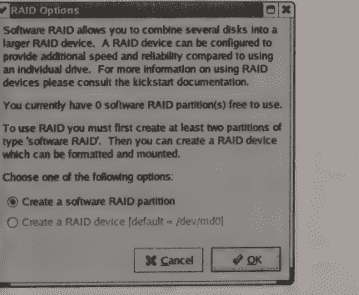 RAID Options
Software RAID allows you to combine several disks into a
larger RAID device. A RAID device can be configured to
provide additional speed and reliability compared to using
an individual drive. For more information on using RAID
devices please consult the kickstart documentation.
You currently have 0 software RAID partition(s) free to use.
To use RAID you must first create at least two partitions of
type 'software RAID'. Then you can create a RAID device
which can be formatted and mounted.
Choose one of the following options:
Create a software RAID partition
Create a RAID device [default = /dev/md0]
Cancel
OK